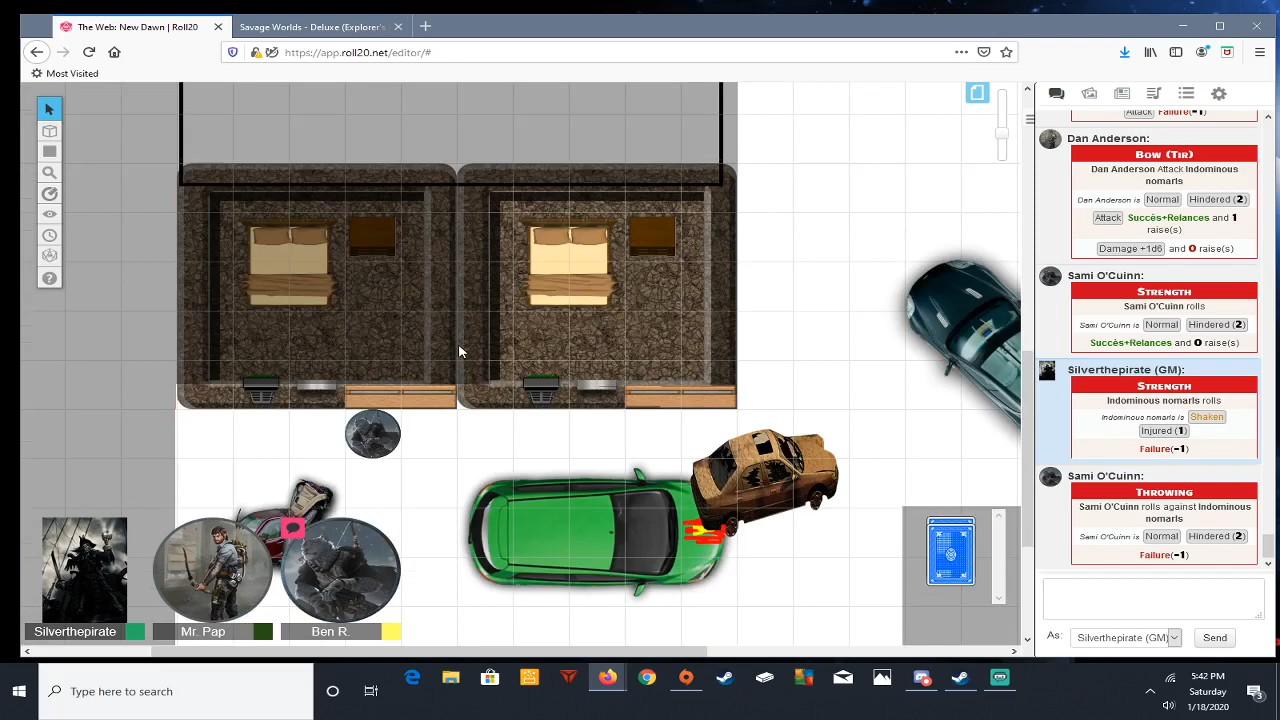 The Web: New Dawn | Roll20
Savage Worlds - Deluxe (Explorer's
https://app.roll20.net/editor/#
Most Visited
Attack Failure(-1)
Dan Anderson:
Bow (Tir)
Dan Anderson Attack Indominous
nomaris
Dan Anderson is Normal Hindered (2)
Attack Succès+Relances and 1
raise(s)
Damage +1d6 and 0 raise(s)
Sami O'Cuinn:
Strength
Sami O'Cuinn rolls
Sami O'Cuinn is Normal Hindered (2)
Succès+Relances and 0 raise(s)
Silverthepirate (GM):
Strength
Indominous nomaris rolls
Indominous nomaris is Shaken
Injured (1)
Failure(-1)
Sami O'Cuinn:
Throwing
Sami O'Cuinn rolls against Indominous
nomaris
Sami O'Cuinn is Normal Hindered (2)
Failure(-1)
As: Silverthepirate (GM) Send
Silverthepirate
Mr. Pap
Ben R.
Type here to search
5:42 PM
Saturday
1/18/2020
3